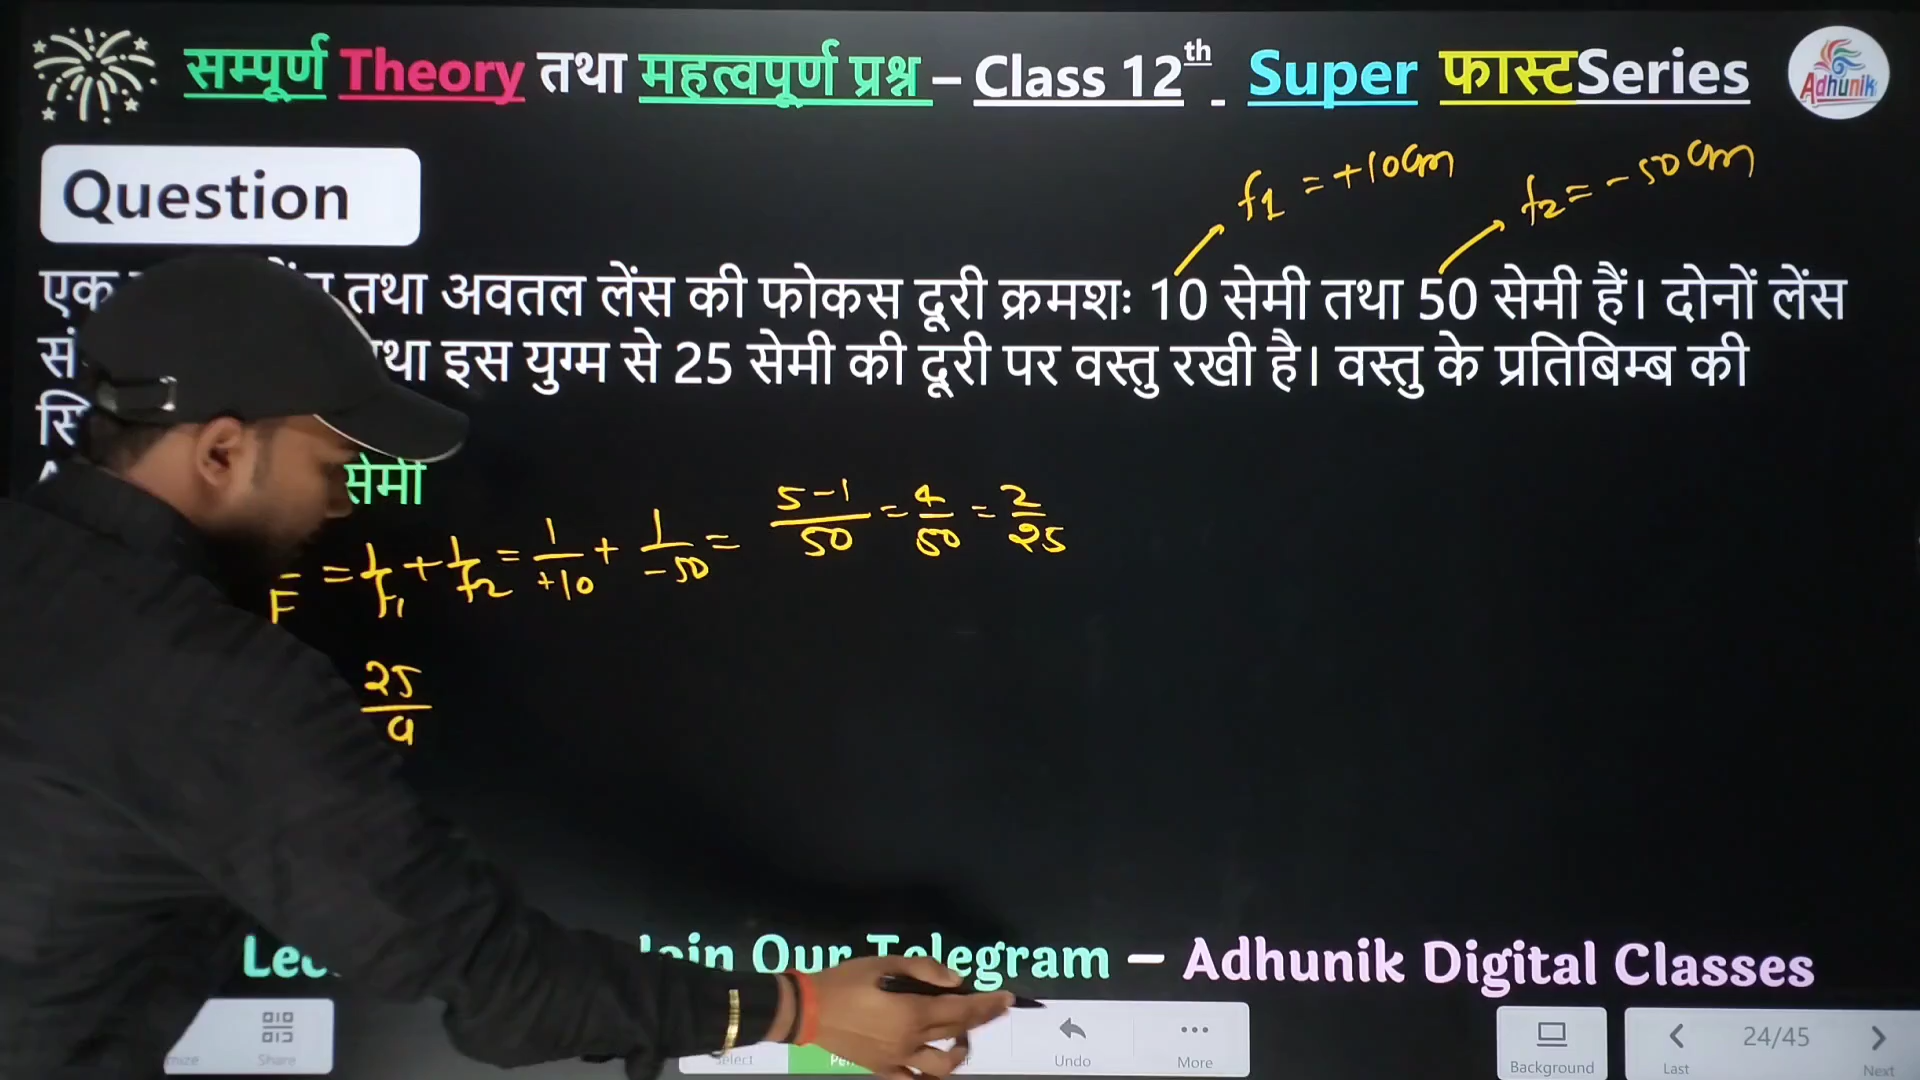 सम्पूर्ण Theory तथा महत्वपूर्ण प्रश्न – Class 12th - Super फास्टSeries
Adhunik
Question
f1 = +10cm
f2 = -50cm
एक तथा अवतल लेंस की फोकस दूरी क्रमशः 10 सेमी तथा 50 सेमी हैं। दोनों लेंस
इस युग्म से 25 सेमी की दूरी पर वस्तु रखी है। वस्तु के प्रतिबिम्ब की
सेमी
F = 1/f1 + 1/f2 = 1/+10 + 1/-50 = 5-1/50 = 4/50 = 2/25
25
Join Our Telegram – Adhunik Digital Classes
Share
Select
Undo
More
Background
Last
24/45
Next